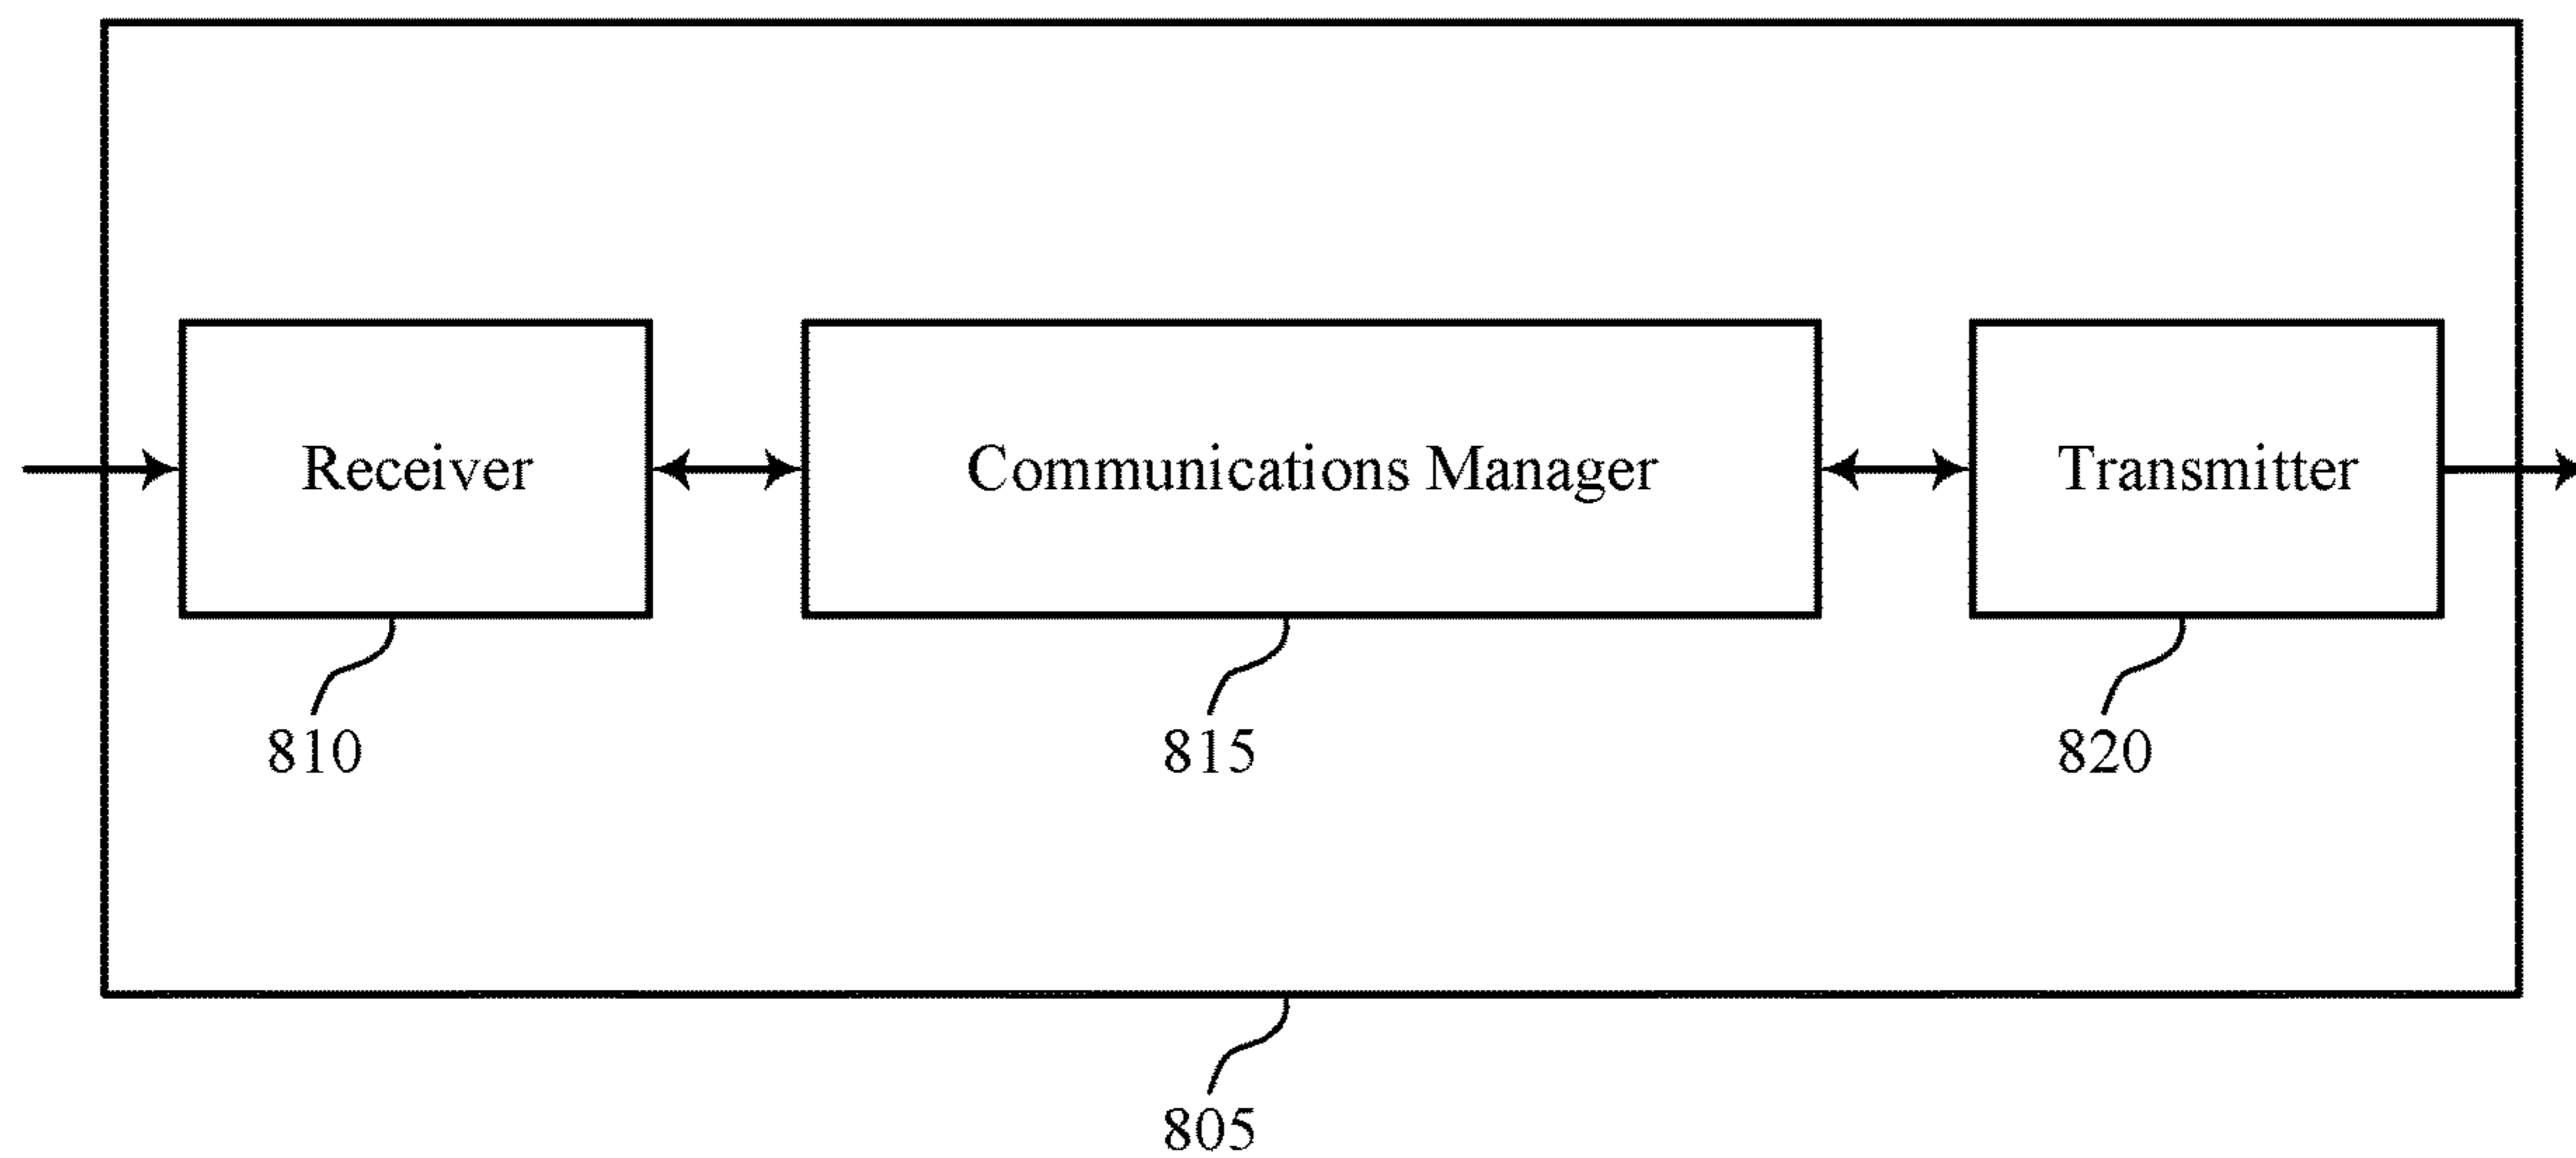 Receiver
Communications Manager
Transmitter
810
815
820
805